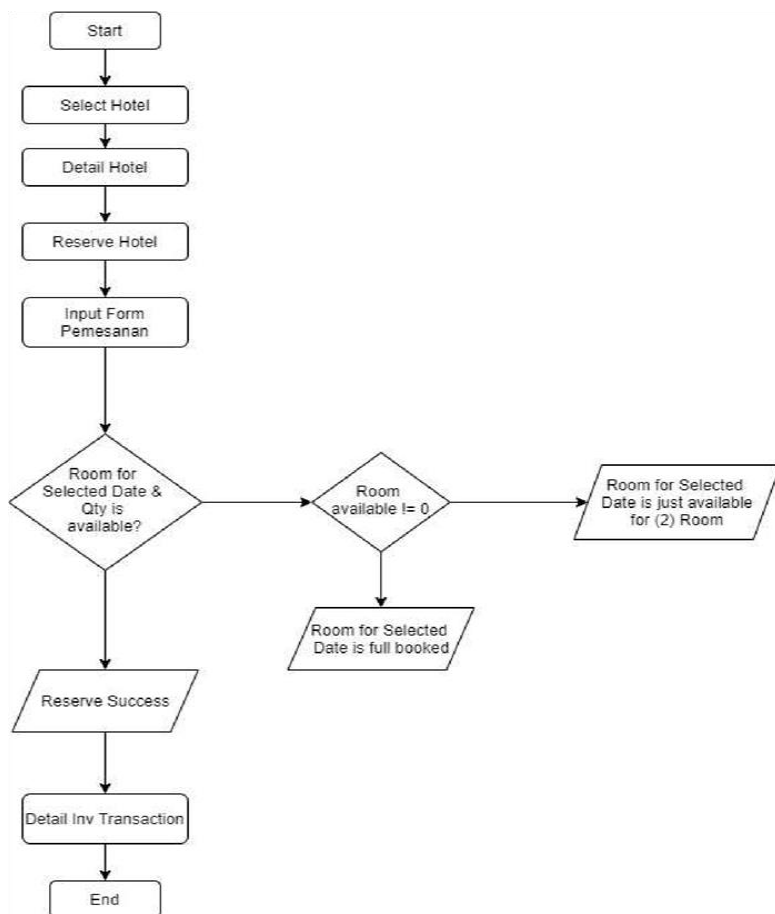 Start
Select Hotel
Detail Hotel
Reserve Hotel
Input Form
Pemesanan
Room for
Selected Date &
Qty is
available?
Room
available != 0
Room for Selected
Date is just available
for (2) Room
Room for Selected
Date is full booked
Reserve Success
Detail Inv Transaction
End